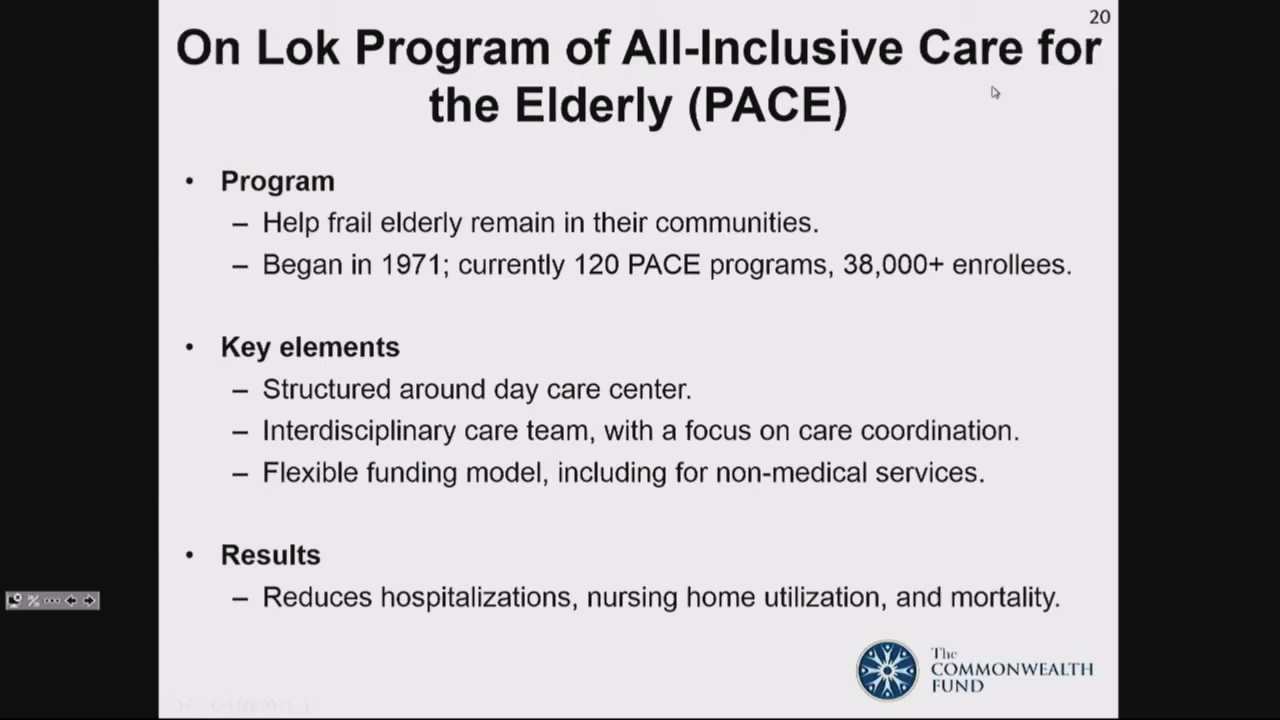 20
On Lok Program of All-Inclusive Care for
the Elderly (PACE)
• Program
– Help frail elderly remain in their communities.
– Began in 1971; currently 120 PACE programs, 38,000+ enrollees.
• Key elements
– Structured around day care center.
– Interdisciplinary care team, with a focus on care coordination.
– Flexible funding model, including for non-medical services.
• Results
– Reduces hospitalizations, nursing home utilization, and mortality.
The
COMMONWEALTH
FUND